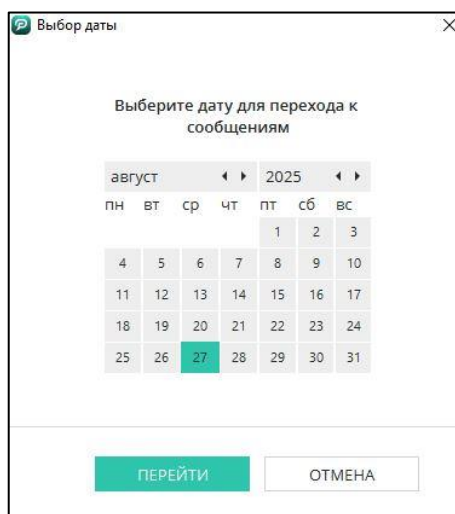 Выбор даты
Выберите дату для перехода к
сообщениям
август 2025
пн вт ср чт пт сб вс
1 2 3
4 5 6 7 8 9 10
11 12 13 14 15 16 17
18 19 20 21 22 23 24
25 26 27 28 29 30 31
ПЕРЕЙТИ ОТМЕНА